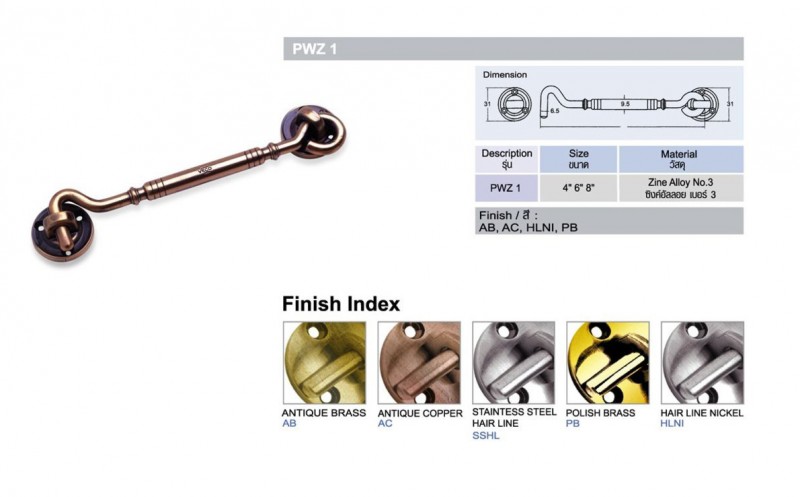 PWZ 1
Dimension
31
6.5
9.5
31
Description
รุ่น
Size
ขนาด
Material
วัสดุ
PWZ 1
4" 6" 8"
Zine Alloy No.3
ซิงค์อัลลอย เบอร์ 3
Finish / สี :
AB, AC, HLNI, PB
Finish Index
ANTIQUE BRASS
AB
ANTIQUE COPPER
AC
STAINTESS STEEL
HAIR LINE
SSHL
POLISH BRASS
PB
HAIR LINE NICKEL
HLNI